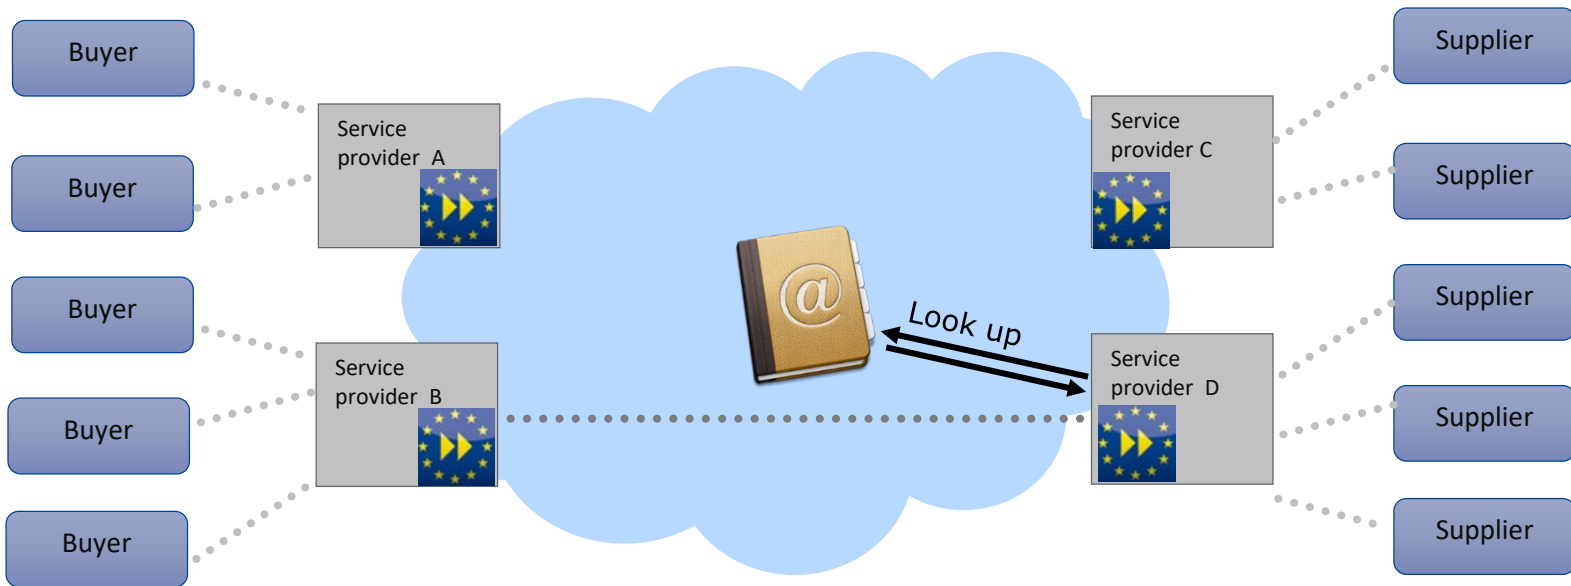 Buyer
Supplier
Service
provider A
Service
provider C
Buyer
Supplier
@
Buyer
Supplier
Look up
Service
provider B
Service
provider D
Buyer
Supplier
Buyer
Supplier